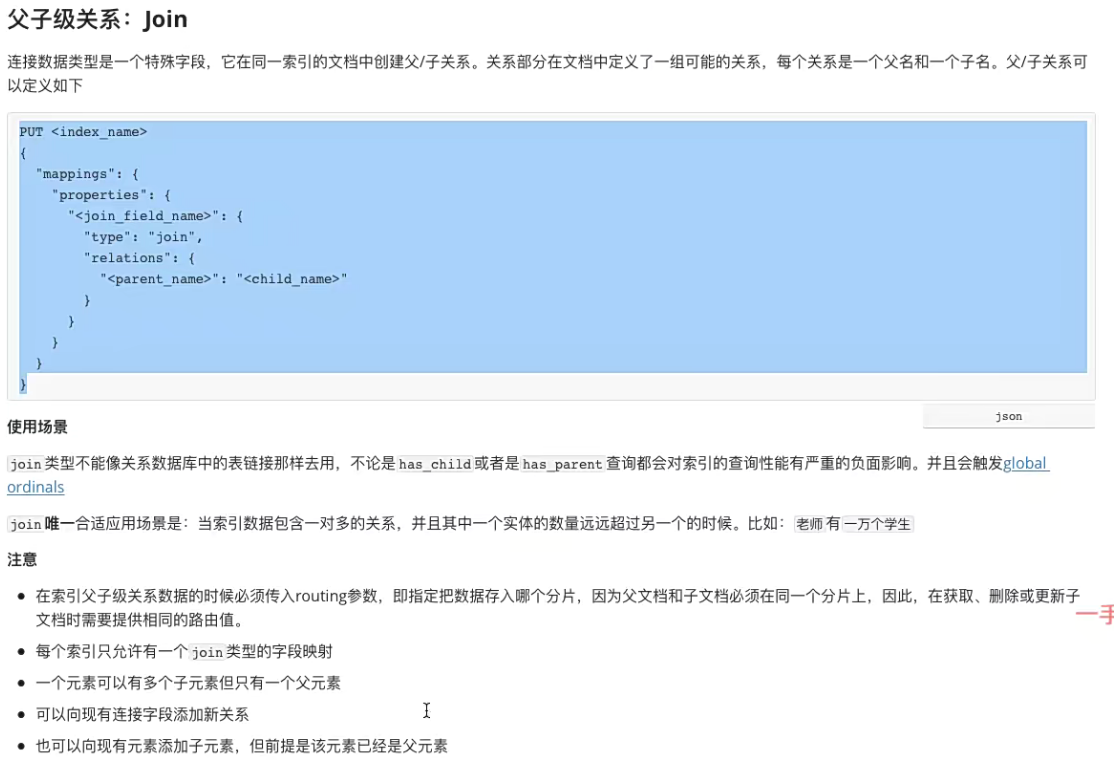 父子级关系：Join
连接数据类型是一个特殊字段，它在同一索引的文档中创建父/子关系。关系部分在文档中定义了一组可能的关系，每个关系是一个父名和一个子名。父/子关系可
以定义如下
PUT <index_name>
{
  "mappings": {
    "properties": {
      "<join_field_name>": {
        "type": "join",
        "relations": {
          "<parent_name>": "<child_name>"
        }
      }
    }
  }
}
json
使用场景
join类型不能像关系数据库中的表链接那样去用，不论是has_child或者是has_parent查询都会对索引的查询性能有严重的负面影响。并且会触发global
ordinals
join唯一合适应用场景是：当索引数据包含一对多的关系，并且其中一个实体的数量远远超过另一个的时候。比如：老师有一万个学生
注意
• 在索引父子级关系数据的时候必须传入routing参数，即指定把数据存入哪个分片，因为父文档和子文档必须在同一个分片上，因此，在获取、删除或更新子
文档时需要提供相同的路由值。
一手
• 每个索引只允许有一个join类型的字段映射
• 一个元素可以有多个子元素但只有一个父元素
• 可以向现有连接字段添加新关系
• 也可以向现有元素添加子元素，但前提是该元素已经是父元素